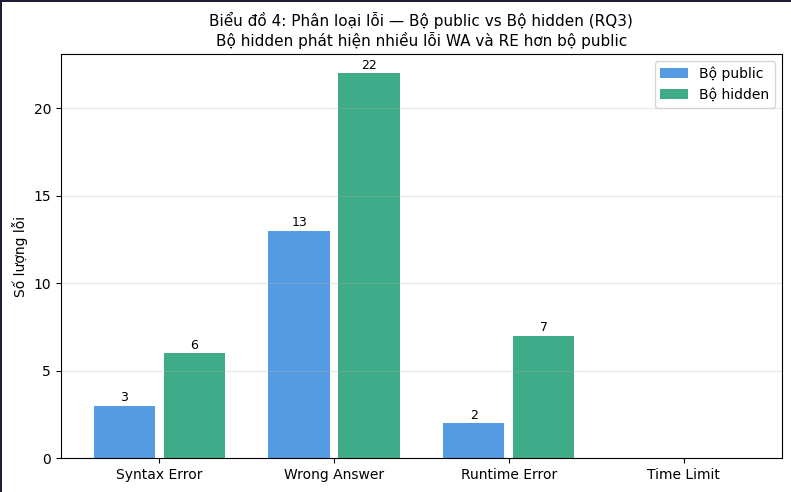 Biểu đồ 4: Phân loại lỗi — Bộ public vs Bộ hidden (RQ3)
Bộ hidden phát hiện nhiều lỗi WA và RE hơn bộ public
Bộ public
Bộ hidden
Số lượng lỗi
20
15
10
5
0
3
6
13
22
2
7
Syntax Error
Wrong Answer
Runtime Error
Time Limit